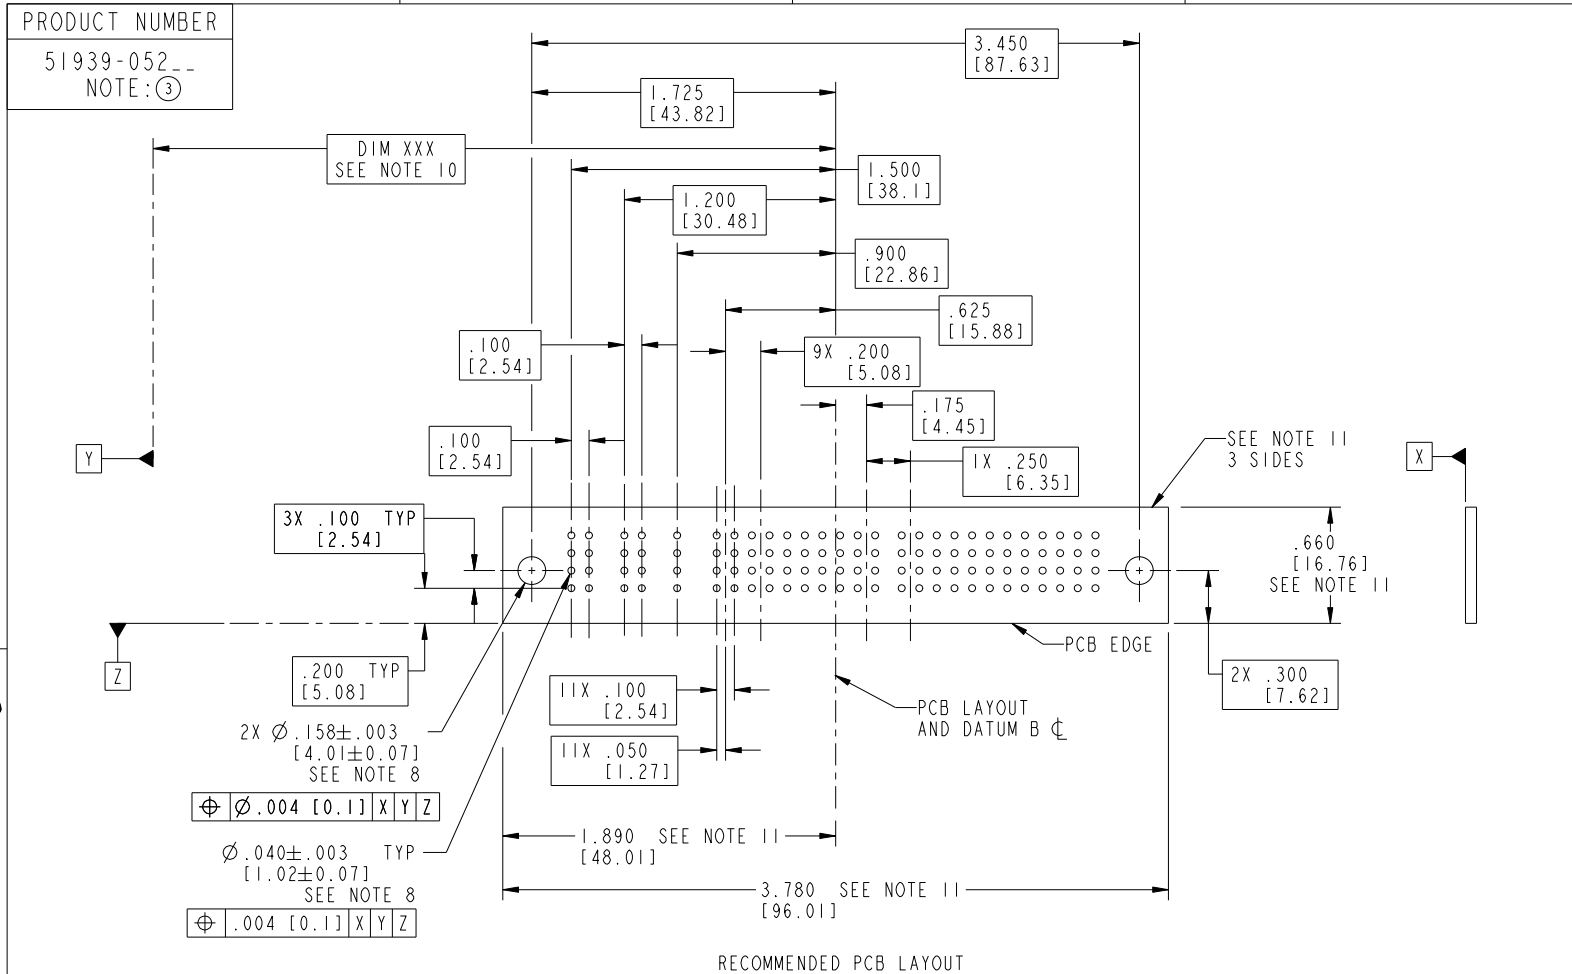 PRODUCT NUMBER
51939-052__
NOTE:③
3.450
[87.63]
1.725
[43.82]
DIM XXX
SEE NOTE 10
1.500
[38.1]
1.200
[30.48]
.900
[22.86]
.625
[15.88]
.100
[2.54]
9X .200
[5.08]
.175
[4.45]
.100
[2.54]
1X .250
[6.35]
SEE NOTE 11
3 SIDES
Y
X
3X .100 TYP
[2.54]
.660
[16.76]
SEE NOTE 11
PCB EDGE
Z
.200 TYP
[5.08]
2X .300
[7.62]
11X .100
[2.54]
PCB LAYOUT
AND DATUM B ℄
2X Ø.158±.003
[4.01±0.07]
SEE NOTE 8
11X .050
[1.27]
⌖ Ø.004 [0.1] X Y Z
1.890 SEE NOTE 11
[48.01]
Ø.040±.003 TYP
[1.02±0.07]
SEE NOTE 8
3.780 SEE NOTE 11
[96.01]
⌖ .004 [0.1] X Y Z
RECOMMENDED PCB LAYOUT